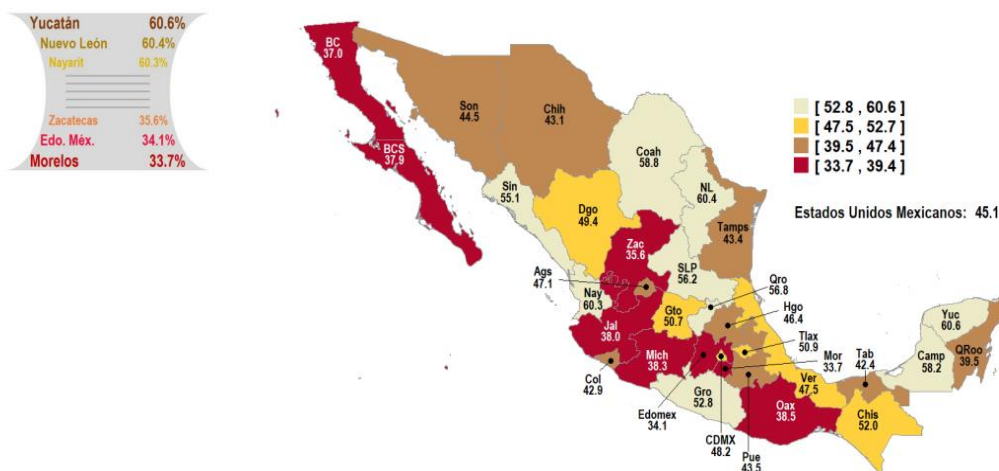 Yucatán 60.6%
Nuevo León 60.4%
Nayarit 60.3%
Zacatecas 35.6%
Edo. Méx. 34.1%
Morelos 33.7%
BC
37.0
Son
44.5
Chih
43.1
BCS
37.9
Coah
58.8
Sin
55.1
NL
60.4
Dgo
49.4
Tamps
43.4
Zac
35.6
SLP
56.2
Ags
47.1
Nay
60.3
Gto
50.7
Qro
56.8
Hgo
46.4
Jal
38.0
Tlax
50.9
Mich
38.3
Mor
33.7
Col
42.9
Gro
52.8
Edomex
34.1
CDMX
48.2
Pue
43.5
Ver
47.5
Oax
38.5
Tab
42.4
Chis
52.0
Yuc
60.6
Camp
58.2
QRoo
39.5
[ 52.8 , 60.6 ]
[ 47.5 , 52.7 ]
[ 39.5 , 47.4 ]
[ 33.7 , 39.4 ]
Estados Unidos Mexicanos: 45.1